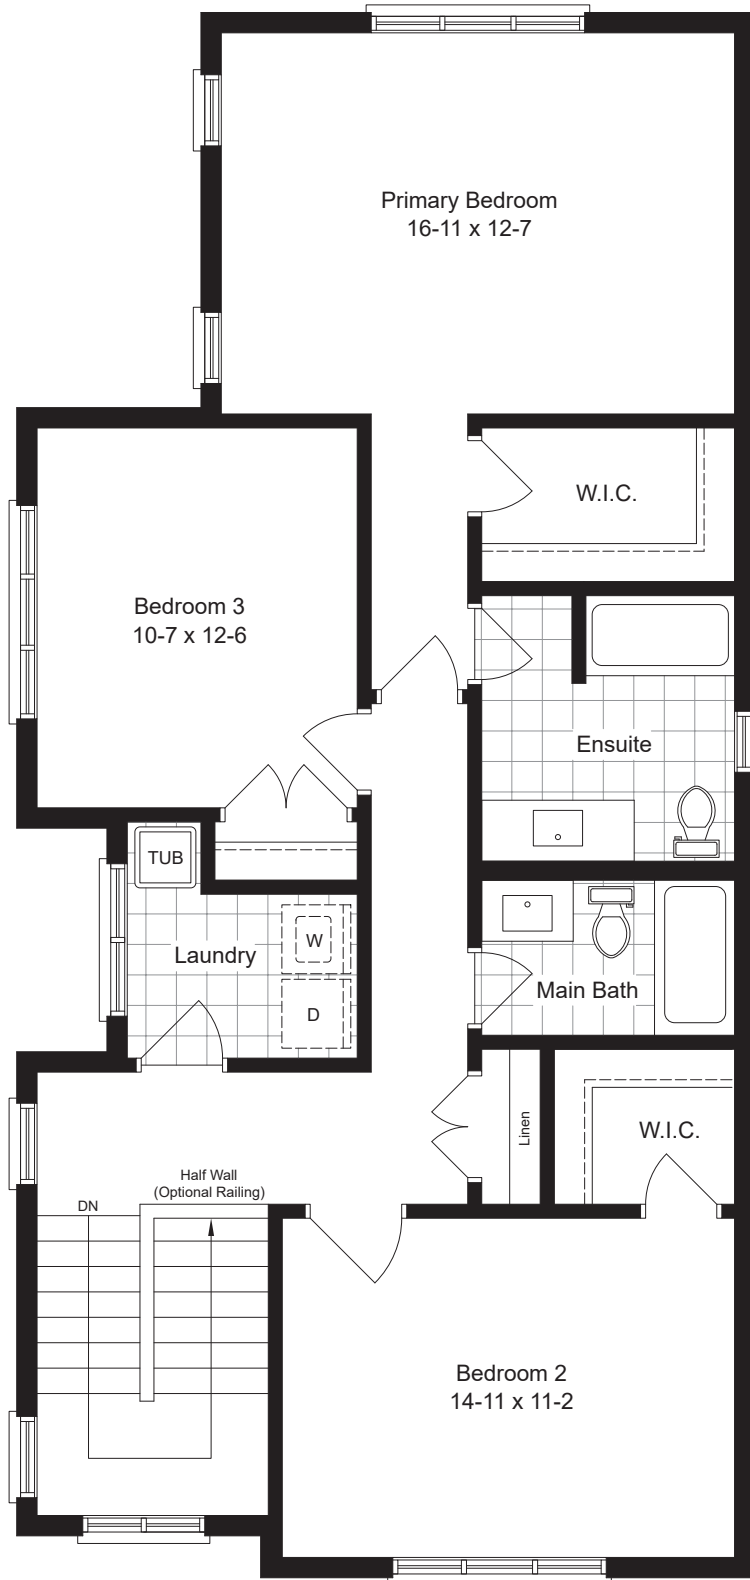 Primary Bedroom
16-11 x 12-7
W.I.C.
Bedroom 3
10-7 x 12-6
Ensuite
TUB
Laundry
W
D
Main Bath
Linen
W.I.C.
Half Wall
(Optional Railing)
DN
Bedroom 2
14-11 x 11-2